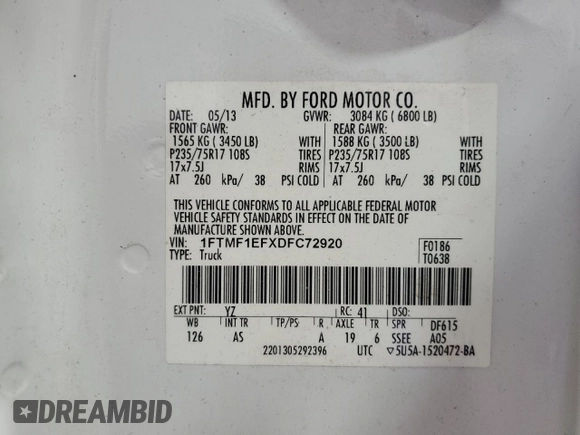 MFD. BY FORD MOTOR CO.
DATE: 05/13 GVWR: 3084 KG ( 6800 LB)
FRONT GAWR: REAR GAWR:
1565 KG ( 3450 LB) WITH 1588 KG ( 3500 LB) WITH
P235/75R17 108S TIRES P235/75R17 108S TIRES
17x7.5J RIMS 17x7.5J RIMS
AT 260 kPa/ 38 PSI COLD AT 260 kPa/ 38 PSI COLD
THIS VEHICLE CONFORMS TO ALL APPLICABLE FEDERAL MOTOR
VEHICLE SAFETY STANDARDS IN EFFECT ON THE DATE OF
MANUFACTURE SHOWN ABOVE.
VIN: 1FTMF1EFXDFC72920 F0186
TYPE: Truck T0638
EXT PNT: YZ RC: 41 DSO:
WB INT TR TP/PS R AXLE TR SPR DF615
126 AS A 19 6 SSEE A05
2201305292396 UTC ▽5U5A-1520472-BA
DREAMBID